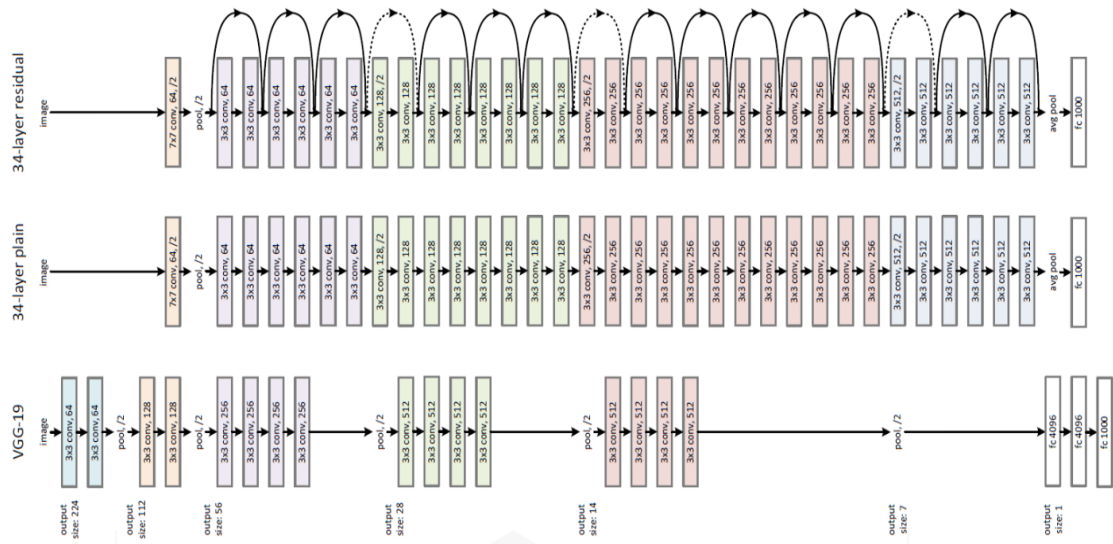 output
size: 224
output
size: 112
output
size: 56
output
size: 28
output
size: 14
output
size: 7
output
size: 1
VGG-19
image
3x3 conv, 64
3x3 conv, 64
pool, /2
3x3 conv, 128
3x3 conv, 128
pool, /2
3x3 conv, 256
3x3 conv, 256
3x3 conv, 256
3x3 conv, 256
pool, /2
3x3 conv, 512
3x3 conv, 512
3x3 conv, 512
3x3 conv, 512
pool, /2
3x3 conv, 512
3x3 conv, 512
3x3 conv, 512
3x3 conv, 512
pool, /2
fc 4096
fc 4096
fc 1000
34-layer plain
image
7x7 conv, 64, /2
pool, /2
3x3 conv, 64
3x3 conv, 64
3x3 conv, 64
3x3 conv, 64
3x3 conv, 64
3x3 conv, 64
3x3 conv, 128, /2
3x3 conv, 128
3x3 conv, 128
3x3 conv, 128
3x3 conv, 128
3x3 conv, 128
3x3 conv, 128
3x3 conv, 128
3x3 conv, 256, /2
3x3 conv, 256
3x3 conv, 256
3x3 conv, 256
3x3 conv, 256
3x3 conv, 256
3x3 conv, 256
3x3 conv, 256
3x3 conv, 256
3x3 conv, 256
3x3 conv, 256
3x3 conv, 256
3x3 conv, 512, /2
3x3 conv, 512
3x3 conv, 512
3x3 conv, 512
3x3 conv, 512
3x3 conv, 512
avg pool
fc 1000
34-layer residual
image
7x7 conv, 64, /2
pool, /2
3x3 conv, 64
3x3 conv, 64
3x3 conv, 64
3x3 conv, 64
3x3 conv, 64
3x3 conv, 64
3x3 conv, 128, /2
3x3 conv, 128
3x3 conv, 128
3x3 conv, 128
3x3 conv, 128
3x3 conv, 128
3x3 conv, 128
3x3 conv, 128
3x3 conv, 256, /2
3x3 conv, 256
3x3 conv, 256
3x3 conv, 256
3x3 conv, 256
3x3 conv, 256
3x3 conv, 256
3x3 conv, 256
3x3 conv, 256
3x3 conv, 256
3x3 conv, 256
3x3 conv, 256
3x3 conv, 512, /2
3x3 conv, 512
3x3 conv, 512
3x3 conv, 512
3x3 conv, 512
3x3 conv, 512
avg pool
fc 1000